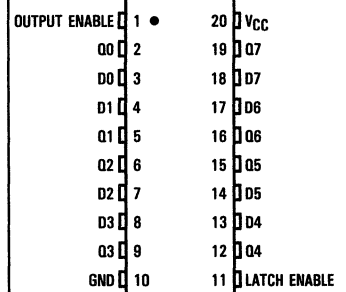 OUTPUT ENABLE 1 ● 20 VCC
Q0 2 19 Q7
D0 3 18 D7
D1 4 17 D6
Q1 5 16 Q6
Q2 6 15 Q5
D2 7 14 D5
D3 8 13 D4
Q3 9 12 Q4
GND 10 11 LATCH ENABLE